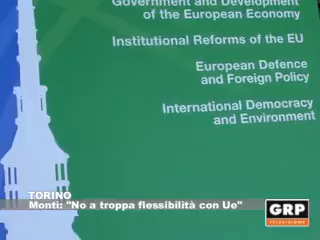 Government and Development
of the European Economy
Institutional Reforms of the EU
European Defence
and Foreign Policy
International Democracy
and Environment
TORINO
Monti: "No a troppa flessibilità con Ue"
GRP
TELEVISIONE